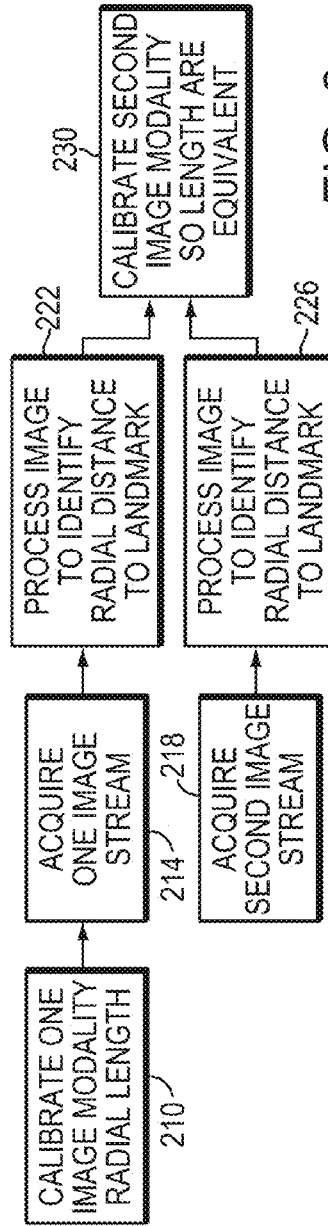 CALIBRATE ONE
IMAGE MODALITY
RADIAL LENGTH
210
ACQUIRE
ONE IMAGE
STREAM
214
PROCESS IMAGE
TO IDENTIFY
RADIAL DISTANCE
TO LANDMARK
222
218
ACQUIRE
SECOND IMAGE
STREAM
PROCESS IMAGE
TO IDENTIFY
RADIAL DISTANCE
TO LANDMARK
226
230
CALIBRATE SECOND
IMAGE MODALITY
SO LENGTH ARE
EQUIVALENT